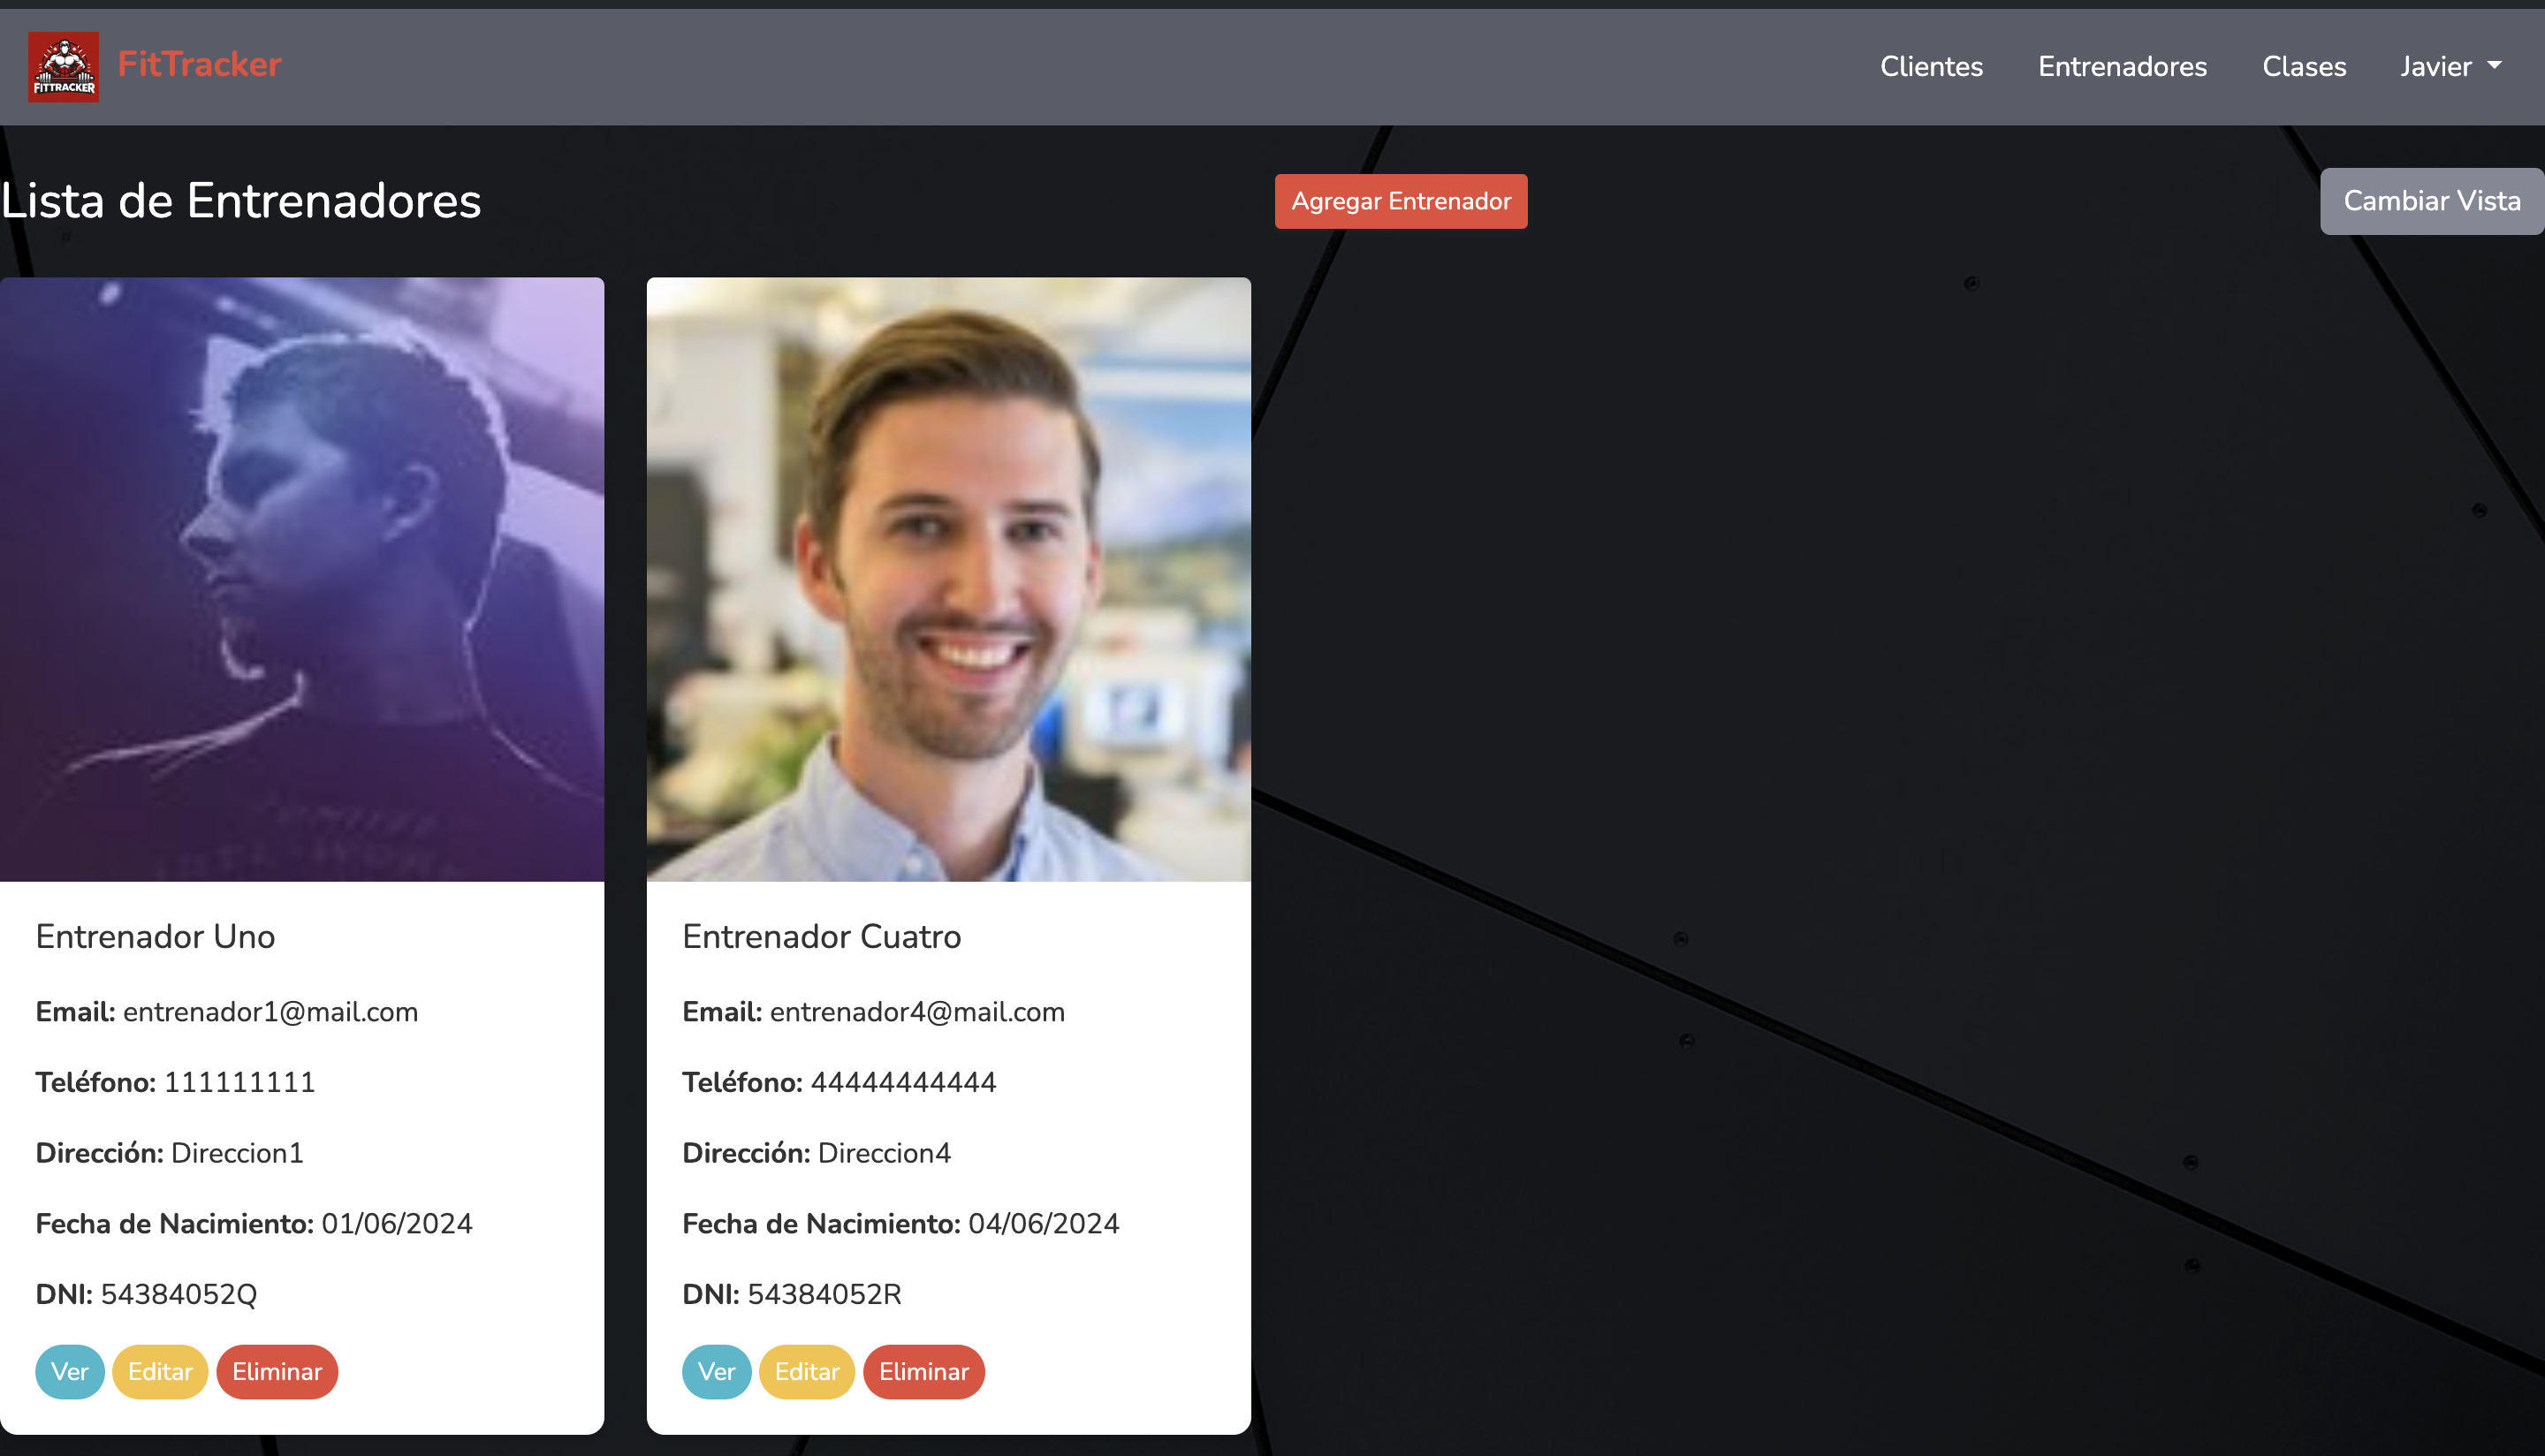 FITTRACKER
FitTracker
Clientes
Entrenadores
Clases
Javier
Lista de Entrenadores
Agregar Entrenador
Cambiar Vista
Entrenador Uno
Email: entrenador1@mail.com
Teléfono: 111111111
Dirección: Direccion1
Fecha de Nacimiento: 01/06/2024
DNI: 54384052Q
Ver
Editar
Eliminar
Entrenador Cuatro
Email: entrenador4@mail.com
Teléfono: 44444444444
Dirección: Direccion4
Fecha de Nacimiento: 04/06/2024
DNI: 54384052R
Ver
Editar
Eliminar